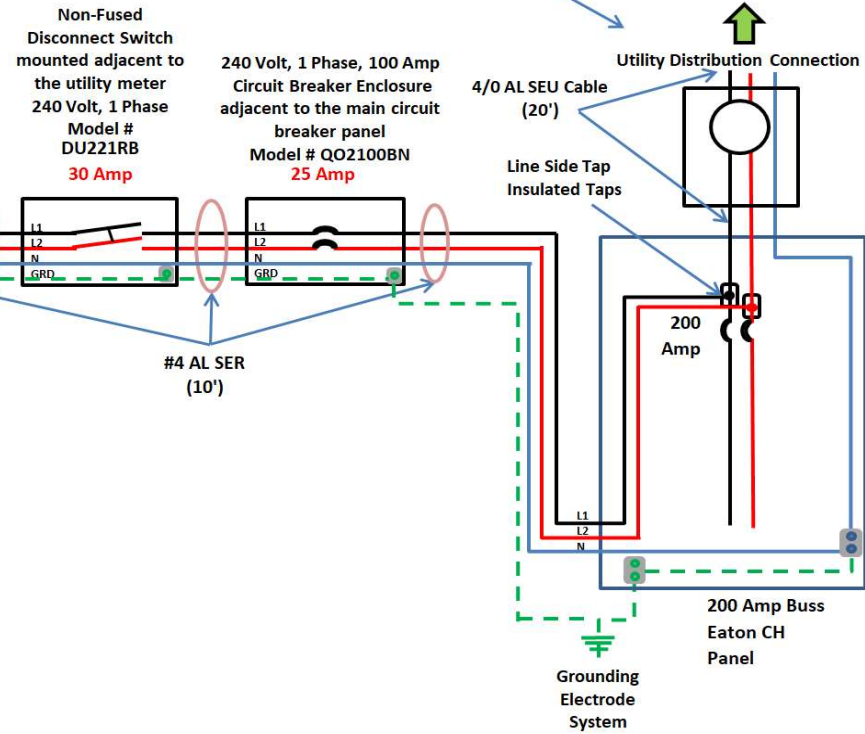 Non-Fused
Disconnect Switch
mounted adjacent to
the utility meter
240 Volt, 1 Phase
Model #
DU221RB
30 Amp
240 Volt, 1 Phase, 100 Amp
Circuit Breaker Enclosure
adjacent to the main circuit
breaker panel
Model # QO2100BN
25 Amp
Utility Distribution Connection
4/0 AL SEU Cable
(20')
Line Side Tap
Insulated Taps
L1
L2
N
GRD
L1
L2
N
GRD
#4 AL SER
(10')
200
Amp
L1
L2
N
200 Amp Buss
Eaton CH
Panel
Grounding
Electrode
System